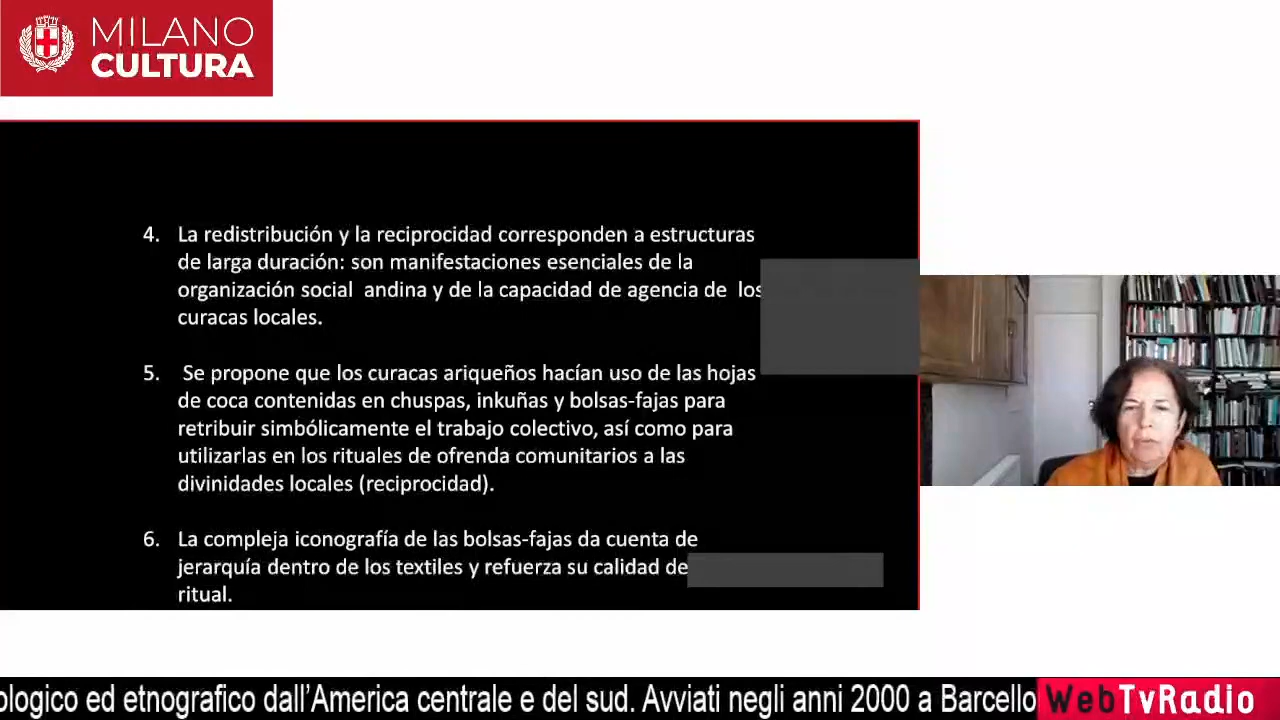 MILANO
CULTURA
4. La redistribución y la reciprocidad corresponden a estructuras
de larga duración: son manifestaciones esenciales de la
organización social andina y de la capacidad de agencia de los
curacas locales.
5. Se propone que los curacas ariqueños hacían uso de las hojas
de coca contenidas en chuspas, inkuñas y bolsas-fajas para
retribuir simbólicamente el trabajo colectivo, así como para
utilizarlas en los rituales de ofrenda comunitarios a las
divinidades locales (reciprocidad).
6. La compleja iconografía de las bolsas-fajas da cuenta de
jerarquía dentro de los textiles y refuerza su calidad de
ritual.
ologico ed etnografico dall'America centrale e del sud. Avviati negli anni 2000 a Barcello
WebTvRadio